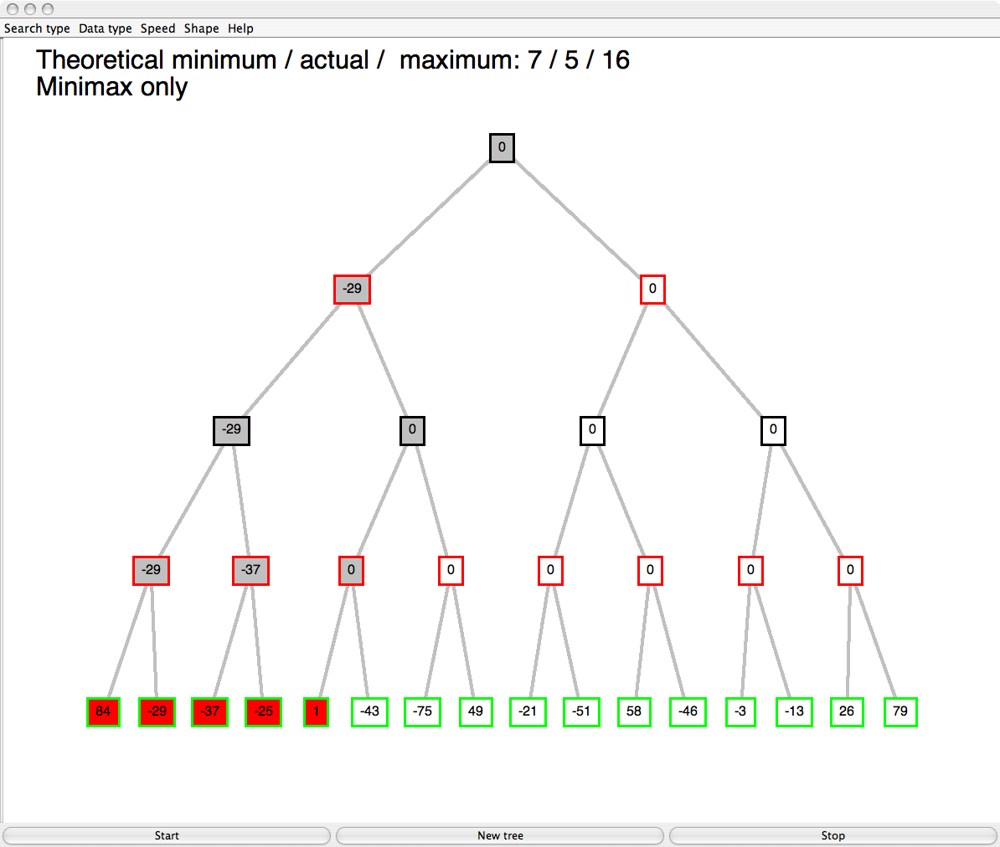 Search type Data type Speed Shape Help
Theoretical minimum / actual /  maximum: 7 / 5 / 16
Minimax only
0
-29 0
-29 0 0 0
-29 -37 0 0 0 0 0 0
84 -29 -37 -25 1 -43 -75 49 -21 -51 58 -46 -3 -13 26 79
Start New tree Stop